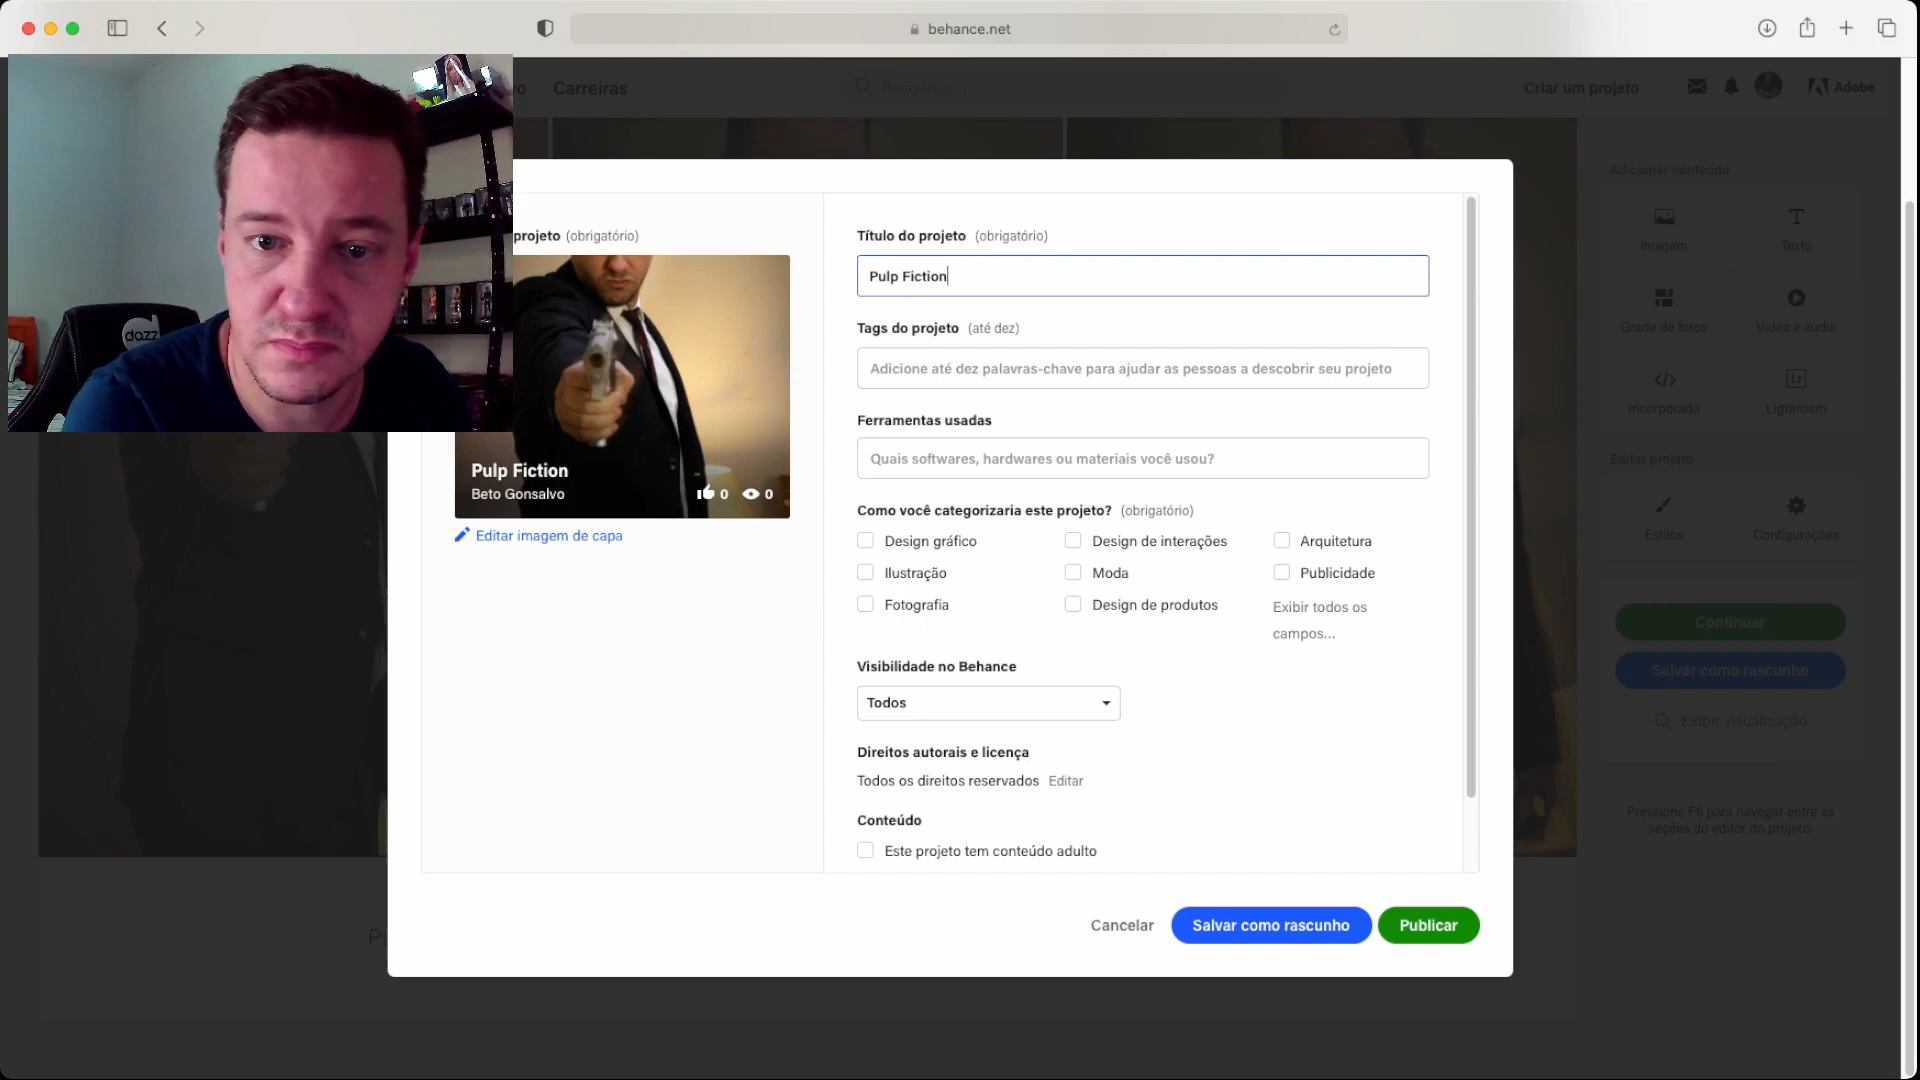 behance.net
vo
Carreiras
Pesquisar...
Criar um projeto
Adobe
dazz
projeto (obrigatório)
Pulp Fiction
Beto Gonsalvo
0
0
Editar imagem de capa
Título do projeto (obrigatório)
Pulp Fiction
Tags do projeto (até dez)
Adicione até dez palavras-chave para ajudar as pessoas a descobrir seu projeto
Ferramentas usadas
Quais softwares, hardwares ou materiais você usou?
Como você categorizaria este projeto? (obrigatório)
Design gráfico
Design de interações
Arquitetura
Ilustração
Moda
Publicidade
Fotografia
Design de produtos
Exibir todos os
campos...
Visibilidade no Behance
Todos
Direitos autorais e licença
Todos os direitos reservados Editar
Conteúdo
Este projeto tem conteúdo adulto
Cancelar
Salvar como rascunho
Publicar
Adicionar conteúdo
Imagem
Texto
Grade de fotos
Vídeo e áudio
Incorporado
Lr
Lightroom
Editar projeto
Estilos
Configurações
Continuar
Salvar como rascunho
Exibir visualização
Pressione F6 para navegar entre as
seções do editor do projeto.